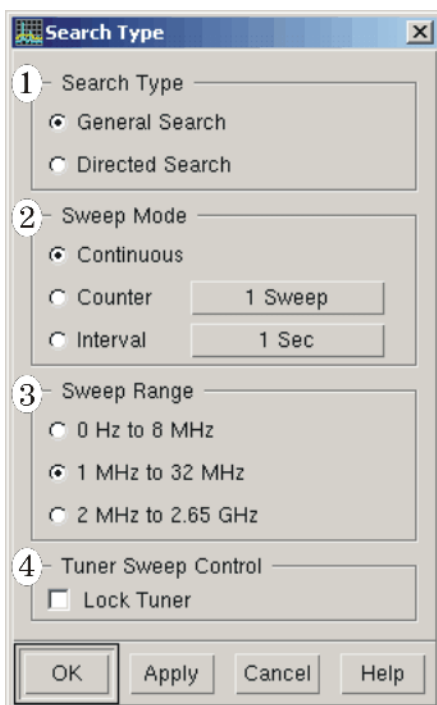 Search Type
1 Search Type
General Search
Directed Search
2 Sweep Mode
Continuous
Counter 1 Sweep
Interval 1 Sec
3 Sweep Range
0 Hz to 8 MHz
1 MHz to 32 MHz
2 MHz to 2.65 GHz
4 Tuner Sweep Control
Lock Tuner
OK Apply Cancel Help